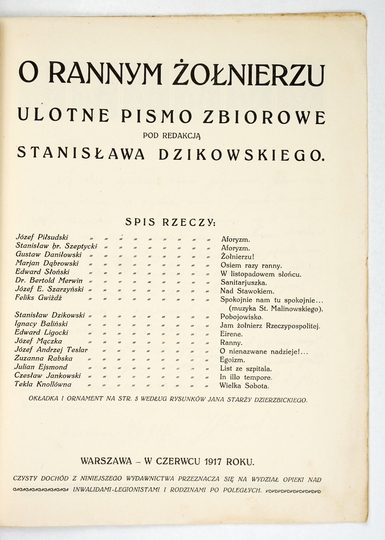 O RANNYM ŻOŁNIERZU
ULOTNE PISMO ZBIOROWE
POD REDAKCJĄ
STANISŁAWA DZIKOWSKIEGO.
SPIS RZECZY:
Józef Piłsudski „ „ „ „ „ „ „ „ „ Aforyzm.
Stanisław hr. Szeptycki „ „ „ „ „ „ „ „ „ Aforyzm.
Gustaw Daniłowski „ „ „ „ „ „ „ „ „ Żołnierzu!
Marjan Dąbrowski „ „ „ „ „ „ „ „ „ Osiem razy ranny.
Edward Słoński „ „ „ „ „ „ „ „ „ W listopadowem słońcu.
Dr. Bertold Merwin „ „ „ „ „ „ „ „ „ Sanitarjuszka.
Józef E. Szarzyński „ „ „ „ „ „ „ „ „ Nad Stawokiem.
Feliks Gwiżdż „ „ „ „ „ „ „ „ „ Spokojnie nam tu spokojnie...
(muzyka St. Malinowskiego).
Stanisław Dzikowski „ „ „ „ „ „ „ „ „ Pobojowisko.
Ignacy Baliński „ „ „ „ „ „ „ „ „ Jam żołnierz Rzeczypospolitej.
Edward Ligocki „ „ „ „ „ „ „ „ „ Eirene.
Józef Mączka „ „ „ „ „ „ „ „ „ Ranny.
Józef Andrzej Teslar „ „ „ „ „ „ „ „ „ O nienazwane nadzieje!...
Zuzanna Rabska „ „ „ „ „ „ „ „ „ Egoizm.
Julian Ejsmond „ „ „ „ „ „ „ „ „ List ze szpitala.
Czesław Jankowski „ „ „ „ „ „ „ „ „ In illo tempore.
Tekla Knollówna „ „ „ „ „ „ „ „ „ Wielka Sobota.
OKŁADKA I ORNAMENT NA STR. 5 WEDŁUG RYSUNKÓW JANA STARŻY DZIERZBICKIEGO.
WARSZAWA – W CZERWCU 1917 ROKU.
CZYSTY DOCHÓD Z NINIEJSZEGO WYDAWNICTWA PRZEZNACZA SIĘ NA WYDZIAŁ OPIEKI NAD
INWALIDAMI-LEGIONISTAMI I RODZINAMI PO POLEGŁYCH.